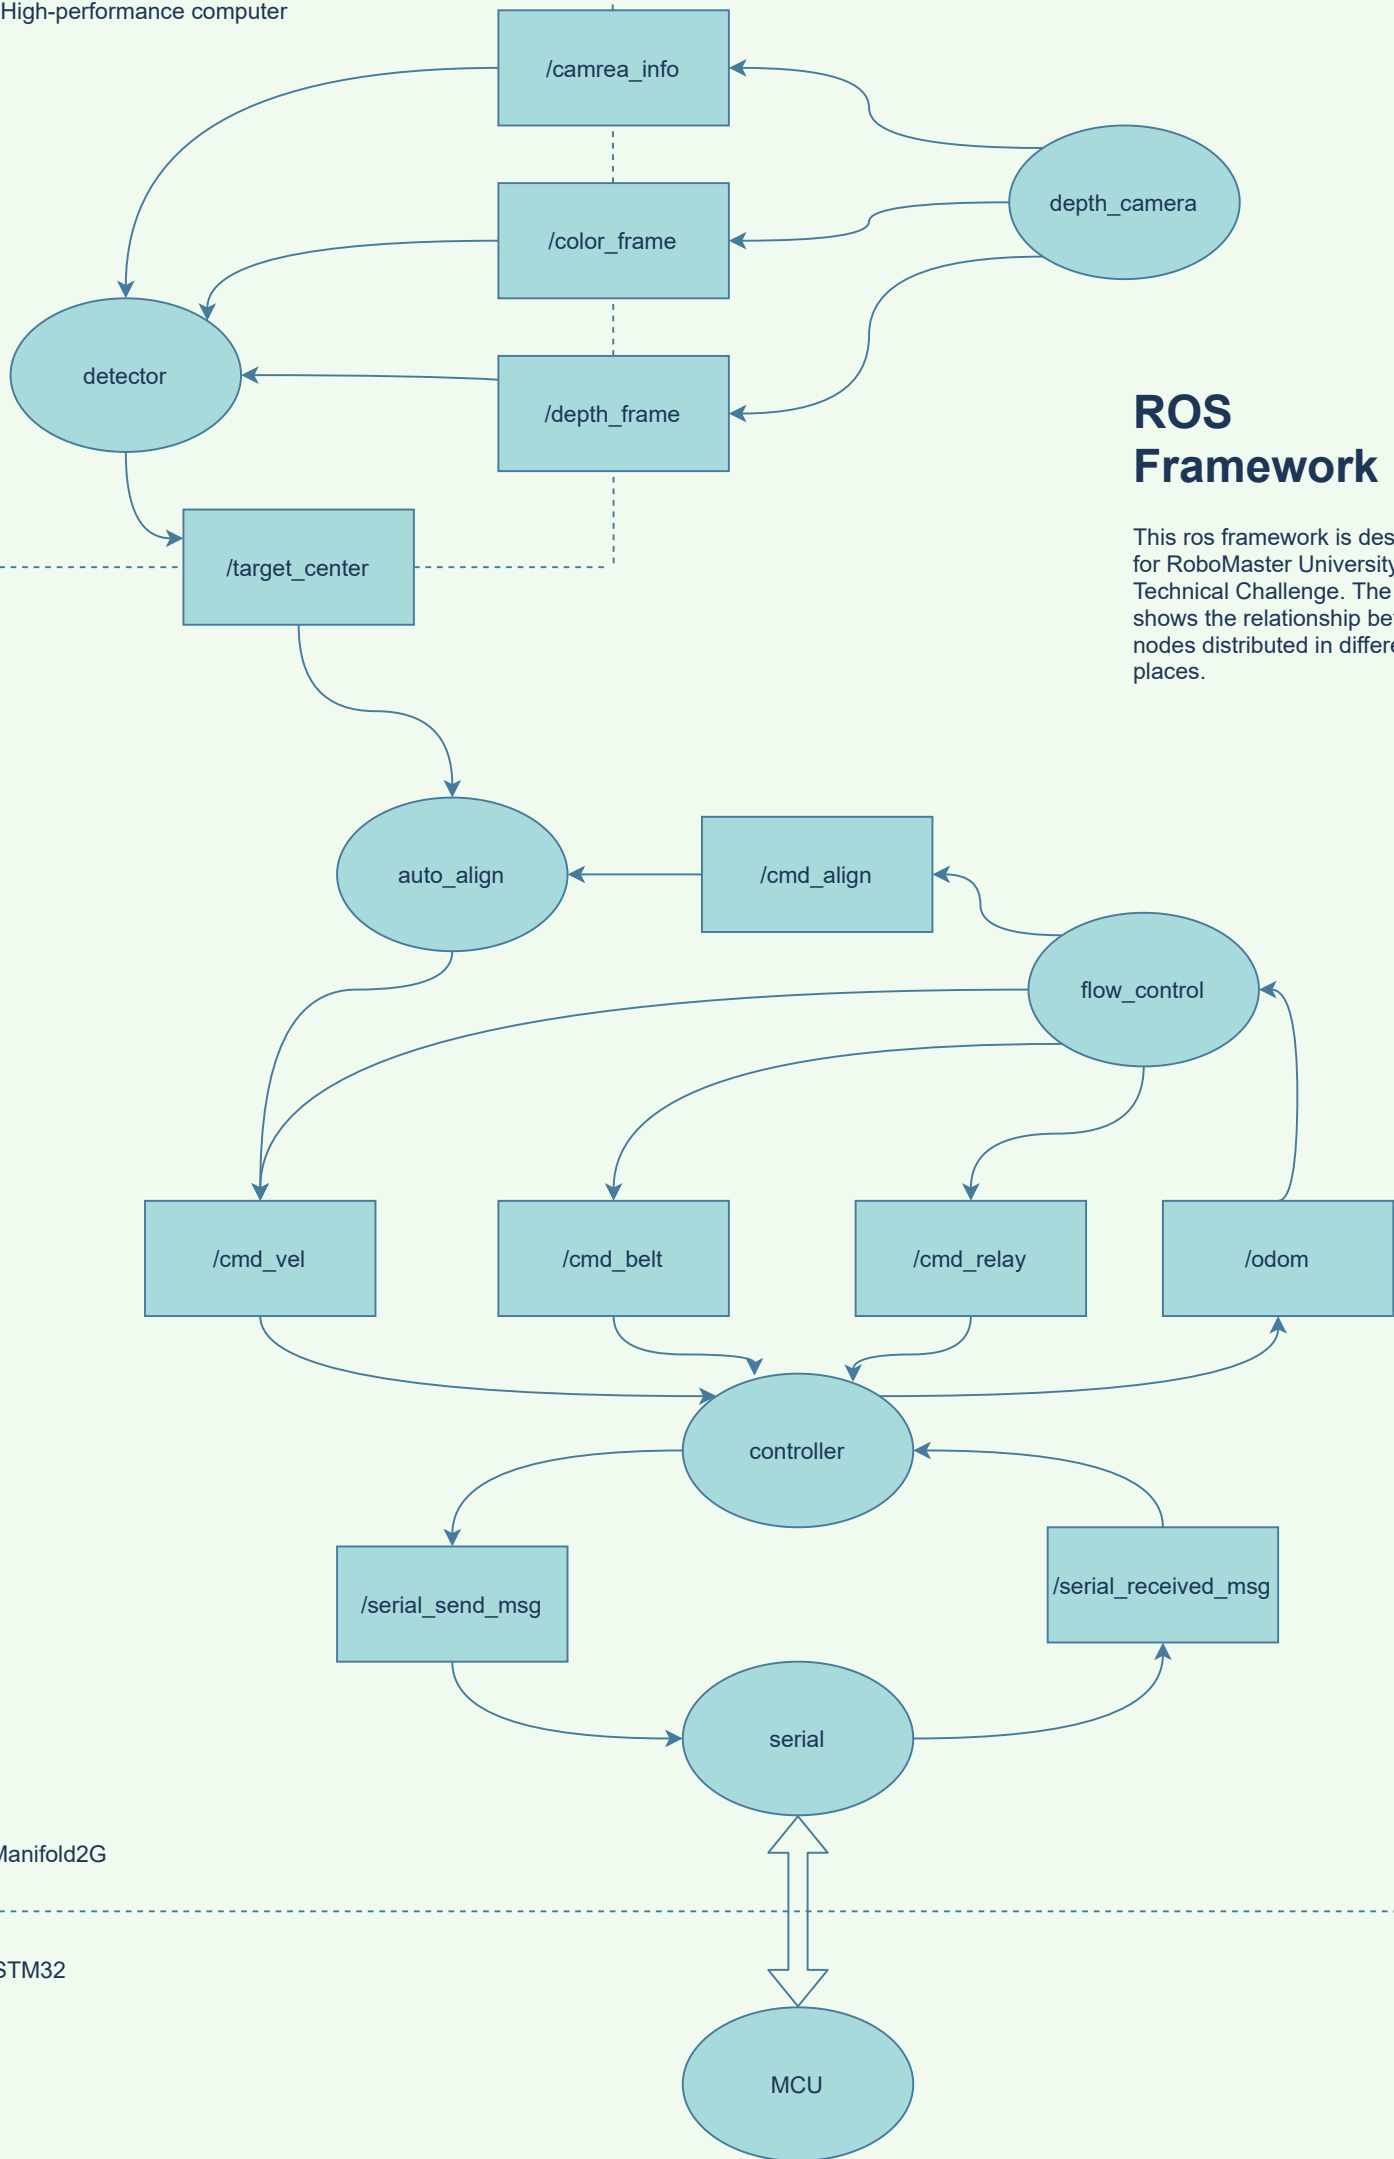 High-performance computer
/camrea_info
depth_camera
/color_frame
detector
/depth_frame
ROS
Framework
This ros framework is des
for RoboMaster University
Technical Challenge. The
shows the relationship be
nodes distributed in differe
places.
/target_center
auto_align
/cmd_align
flow_control
/cmd_vel
/cmd_belt
/cmd_relay
/odom
controller
/serial_send_msg
/serial_received_msg
serial
Manifold2G
STM32
MCU